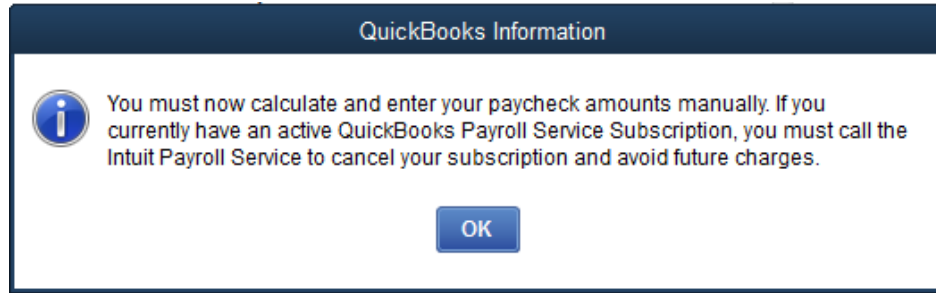 QuickBooks Information
You must now calculate and enter your paycheck amounts manually. If you
currently have an active QuickBooks Payroll Service Subscription, you must call the
Intuit Payroll Service to cancel your subscription and avoid future charges.
OK